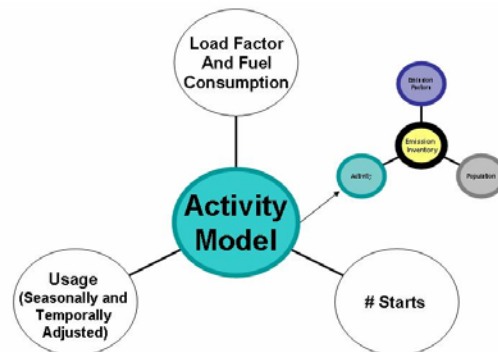 Load Factor
And Fuel
Consumption
Emission
Factors
Emission
Inventory
Activity
Population
Activity
Model
Usage
(Seasonally and
Temporally
Adjusted)
# Starts